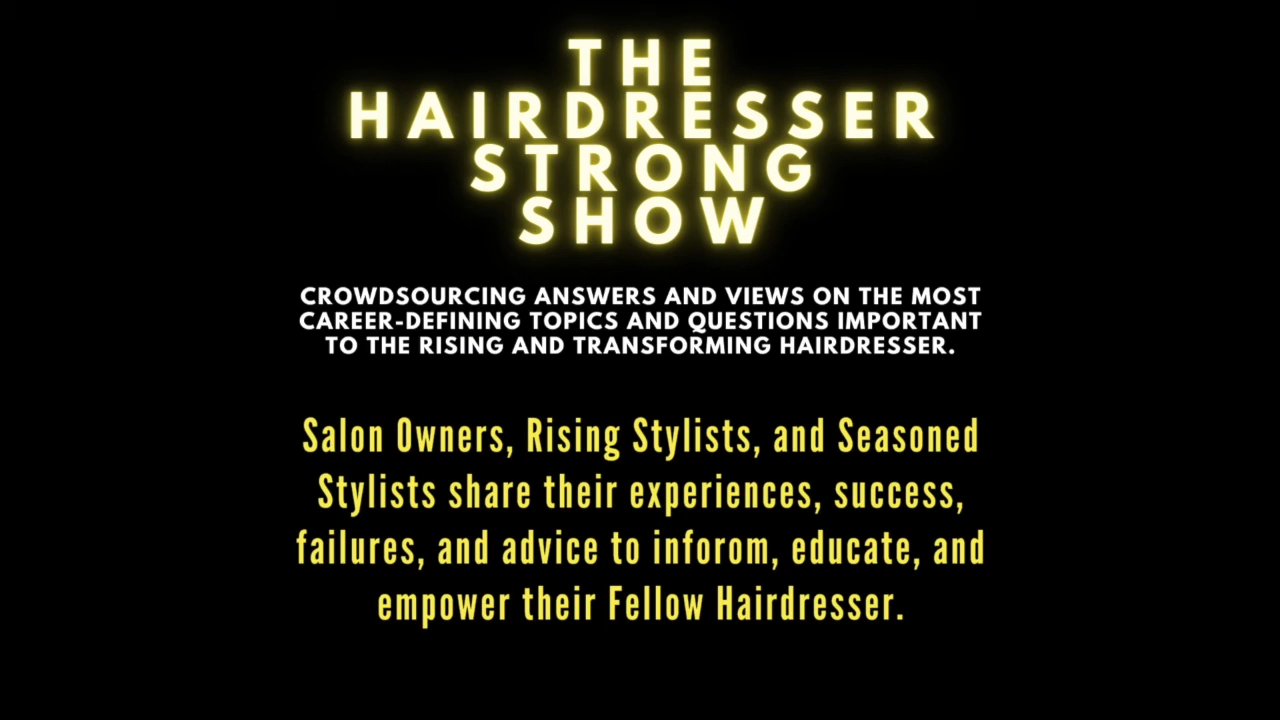 THE
HAIRDRESSER
STRONG
SHOW
CROWDSOURCING ANSWERS AND VIEWS ON THE MOST
CAREER-DEFINING TOPICS AND QUESTIONS IMPORTANT
TO THE RISING AND TRANSFORMING HAIRDRESSER.
Salon Owners, Rising Stylists, and Seasoned
Stylists share their experiences, success,
failures, and advice to inforom, educate, and
empower their Fellow Hairdresser.